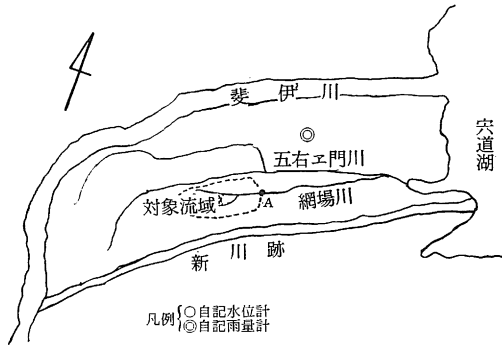 斐伊川
宍道湖
五右ヱ門川
対象流域
A
網場川
新川跡
凡例
○自記水位計
◎自記雨量計